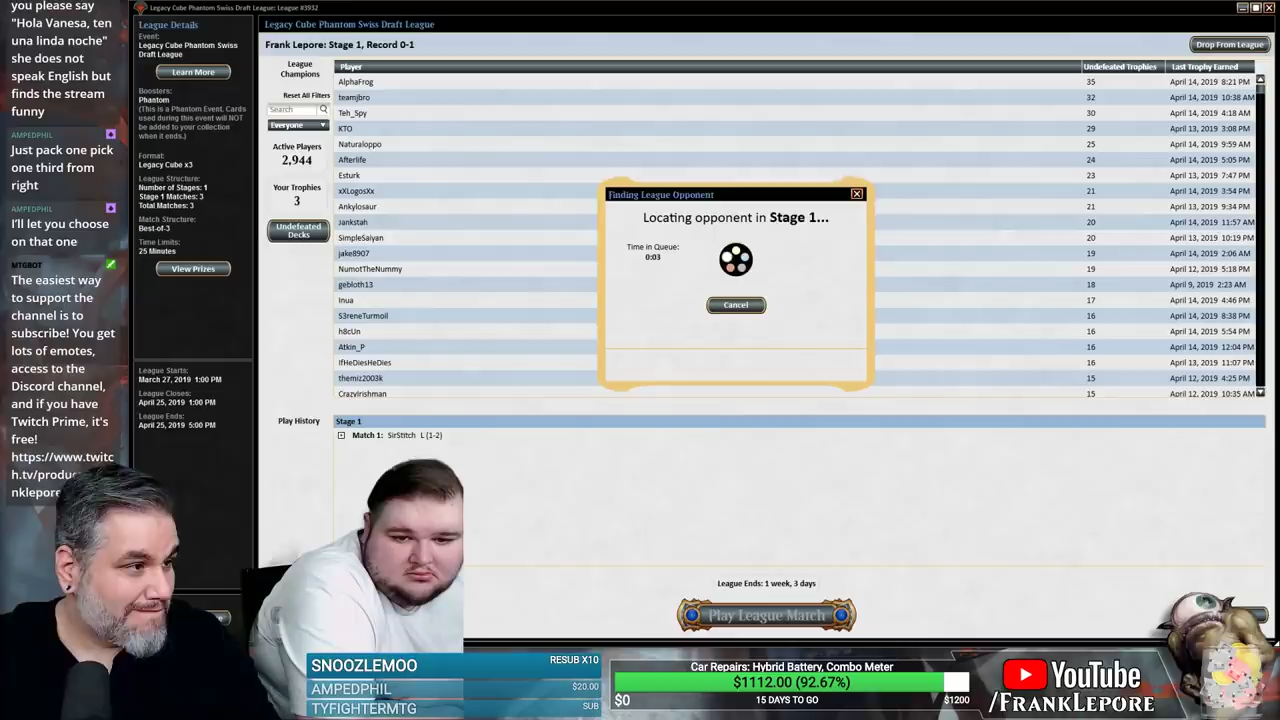 you please say
"Hola Vanesa, ten
una linda noche"
she does not
speak English but
finds the stream
funny
AMPEDPHIL
Just pack one pick
one third from
right
AMPEDPHIL
Ill let you choose
on that one
MTGBOT
The easiest way
to support the
channel is to
subscribe! You get
lots of emotes,
access to the
Discord channel,
and if you have
Twitch Prime, it's
free!
https://www.twitc
h.tv/produc
nklepore
Legacy Cube Phantom Swiss Draft League: League #3932
League Details
Event:
Legacy Cube Phantom Swiss
Draft League
Learn More
Boosters:
Phantom
(This is a Phantom Event. Cards
used during this event will NOT
be added to your collection
when it ends.)
Format:
Legacy Cube x3
League Structure:
Number of Stages: 1
Stage 1 Matches: 3
Total Matches: 3
Match Structure:
Best-of-3
Time Limits:
25 Minutes
View Prizes
League Starts:
March 27, 2019 1:00 PM
League Closes:
April 25, 2019 1:00 PM
League Ends:
April 25, 2019 5:00 PM
Legacy Cube Phantom Swiss Draft League
Frank Lepore: Stage 1, Record 0-1
Drop From League
League
Champions
Reset All Filters
Search
Everyone
Active Players
2,944
Your Trophies
3
Undefeated
Decks
Player Undefeated Trophies Last Trophy Earned
AlphaFrog 35 April 14, 2019 8:21 PM
teamjbro 32 April 14, 2019 10:38 AM
Teh_Spy 30 April 14, 2019 4:18 AM
KTO 29 April 13, 2019 3:08 PM
Naturaloppo 25 April 14, 2019 9:59 AM
Afterlife 24 April 14, 2019 5:05 PM
Esturk 23 April 13, 2019 7:47 PM
xXLogosXx 21 April 14, 2019 3:54 PM
Ankylosaur 21 April 13, 2019 9:34 PM
Jankstah 20 April 14, 2019 11:57 AM
SimpleSaiyan 20 April 13, 2019 10:19 PM
jake8907 19 April 14, 2019 2:06 AM
NumotTheNummy 19 April 12, 2019 5:18 PM
gebloth13 18 April 9, 2019 2:23 AM
Inua 17 April 14, 2019 4:46 PM
S3reneTurmoil 16 April 14, 2019 8:38 PM
h8cUn 16 April 14, 2019 5:54 PM
Atkin_P 16 April 14, 2019 12:04 PM
IfHeDiesHeDies 16 April 13, 2019 11:07 PM
themiz2003k 15 April 12, 2019 4:25 PM
CrazyIrishman 15 April 12, 2019 10:35 AM
Finding League Opponent
Locating opponent in Stage 1...
Time in Queue:
0:03
Cancel
Play History
Stage 1
Match 1: SirStitch L (1-2)
League Ends: 1 week, 3 days
Play League Match
SNOOZLEMOO RESUB X10
AMPEDPHIL $20.00
TYFIGHTERMTG SUB
Car Repairs: Hybrid Battery, Combo Meter
$1112.00 (92.67%)
$0 15 DAYS TO GO $1200
YouTube
/FRANKLEPORE